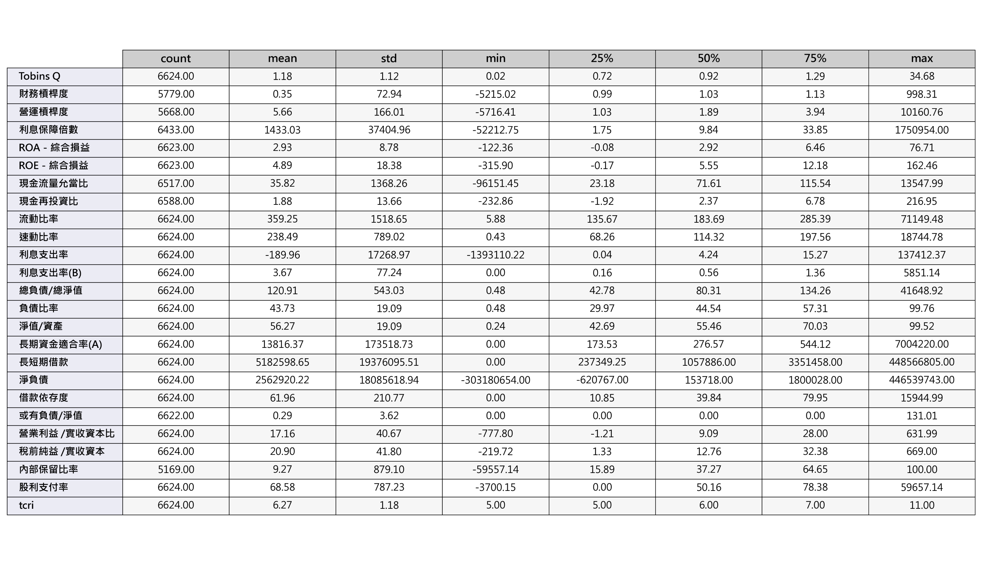 count mean std min 25% 50% 75% max
Tobins Q 6624.00 1.18 1.12 0.02 0.72 0.92 1.29 34.68
財務槓桿度 5779.00 0.35 72.94 -5215.02 0.99 1.03 1.13 998.31
營運槓桿度 5668.00 5.66 166.01 -5716.41 1.03 1.89 3.94 10160.76
利息保障倍數 6433.00 1433.03 37404.96 -52212.75 1.75 9.84 33.85 1750954.00
ROA - 綜合損益 6623.00 2.93 8.78 -122.36 -0.08 2.92 6.46 76.71
ROE - 綜合損益 6623.00 4.89 18.38 -315.90 -0.17 5.55 12.18 162.46
現金流量允當比 6517.00 35.82 1368.26 -96151.45 23.18 71.61 115.54 13547.99
現金再投資比 6588.00 1.88 13.66 -232.86 -1.92 2.37 6.78 216.95
流動比率 6624.00 359.25 1518.65 5.88 135.67 183.69 285.39 71149.48
速動比率 6624.00 238.49 789.02 0.43 68.26 114.32 197.56 18744.78
利息支出率 6624.00 -189.96 17268.97 -1393110.22 0.04 4.24 15.27 137412.37
利息支出率(B) 6624.00 3.67 77.24 0.00 0.16 0.56 1.36 5851.14
總負債/總淨值 6624.00 120.91 543.03 0.48 42.78 80.31 134.26 41648.92
負債比率 6624.00 43.73 19.09 0.48 29.97 44.54 57.31 99.76
淨值/資產 6624.00 56.27 19.09 0.24 42.69 55.46 70.03 99.52
長期資金適合率(A) 6624.00 13816.37 173518.73 0.00 173.53 276.57 544.12 7004220.00
長短期借款 6624.00 5182598.65 19376095.51 0.00 237349.25 1057886.00 3351458.00 448566805.00
淨負債 6624.00 2562920.22 18085618.94 -303180654.00 -620767.00 153718.00 1800028.00 446539743.00
借款依存度 6624.00 61.96 210.77 0.00 10.85 39.84 79.95 15944.99
或有負債/淨值 6622.00 0.29 3.62 0.00 0.00 0.00 0.00 131.01
營業利益 /實收資本比 6624.00 17.16 40.67 -777.80 -1.21 9.09 28.00 631.99
稅前純益 /實收資本 6624.00 20.90 41.80 -219.72 1.33 12.76 32.38 669.00
內部保留比率 5169.00 9.27 879.10 -59557.14 15.89 37.27 64.65 100.00
股利支付率 6624.00 68.58 787.23 -3700.15 0.00 50.16 78.38 59657.14
tcri 6624.00 6.27 1.18 5.00 5.00 6.00 7.00 11.00